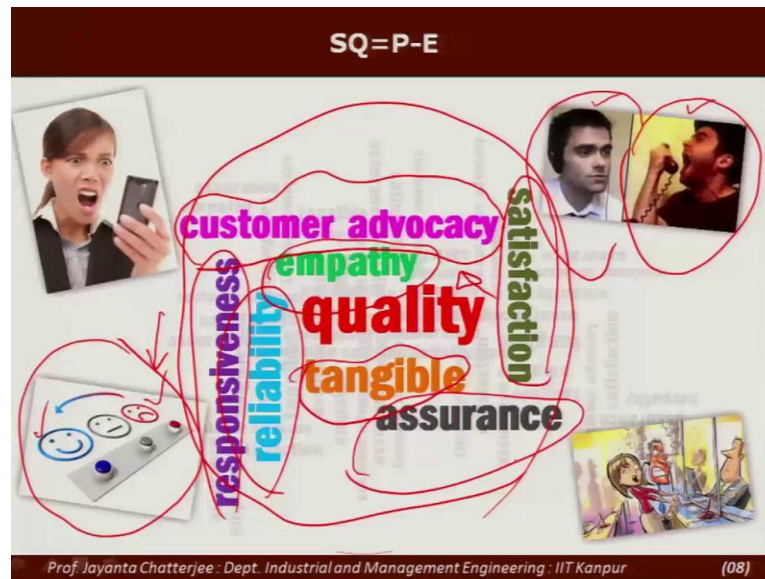 SQ=P-E
customer advocacy
empathy
satisfaction
responsiveness
reliability
quality
tangible
assurance
Prof. Jayanta Chatterjee : Dept. Industrial and Management Engineering : IIT Kanpur (08)